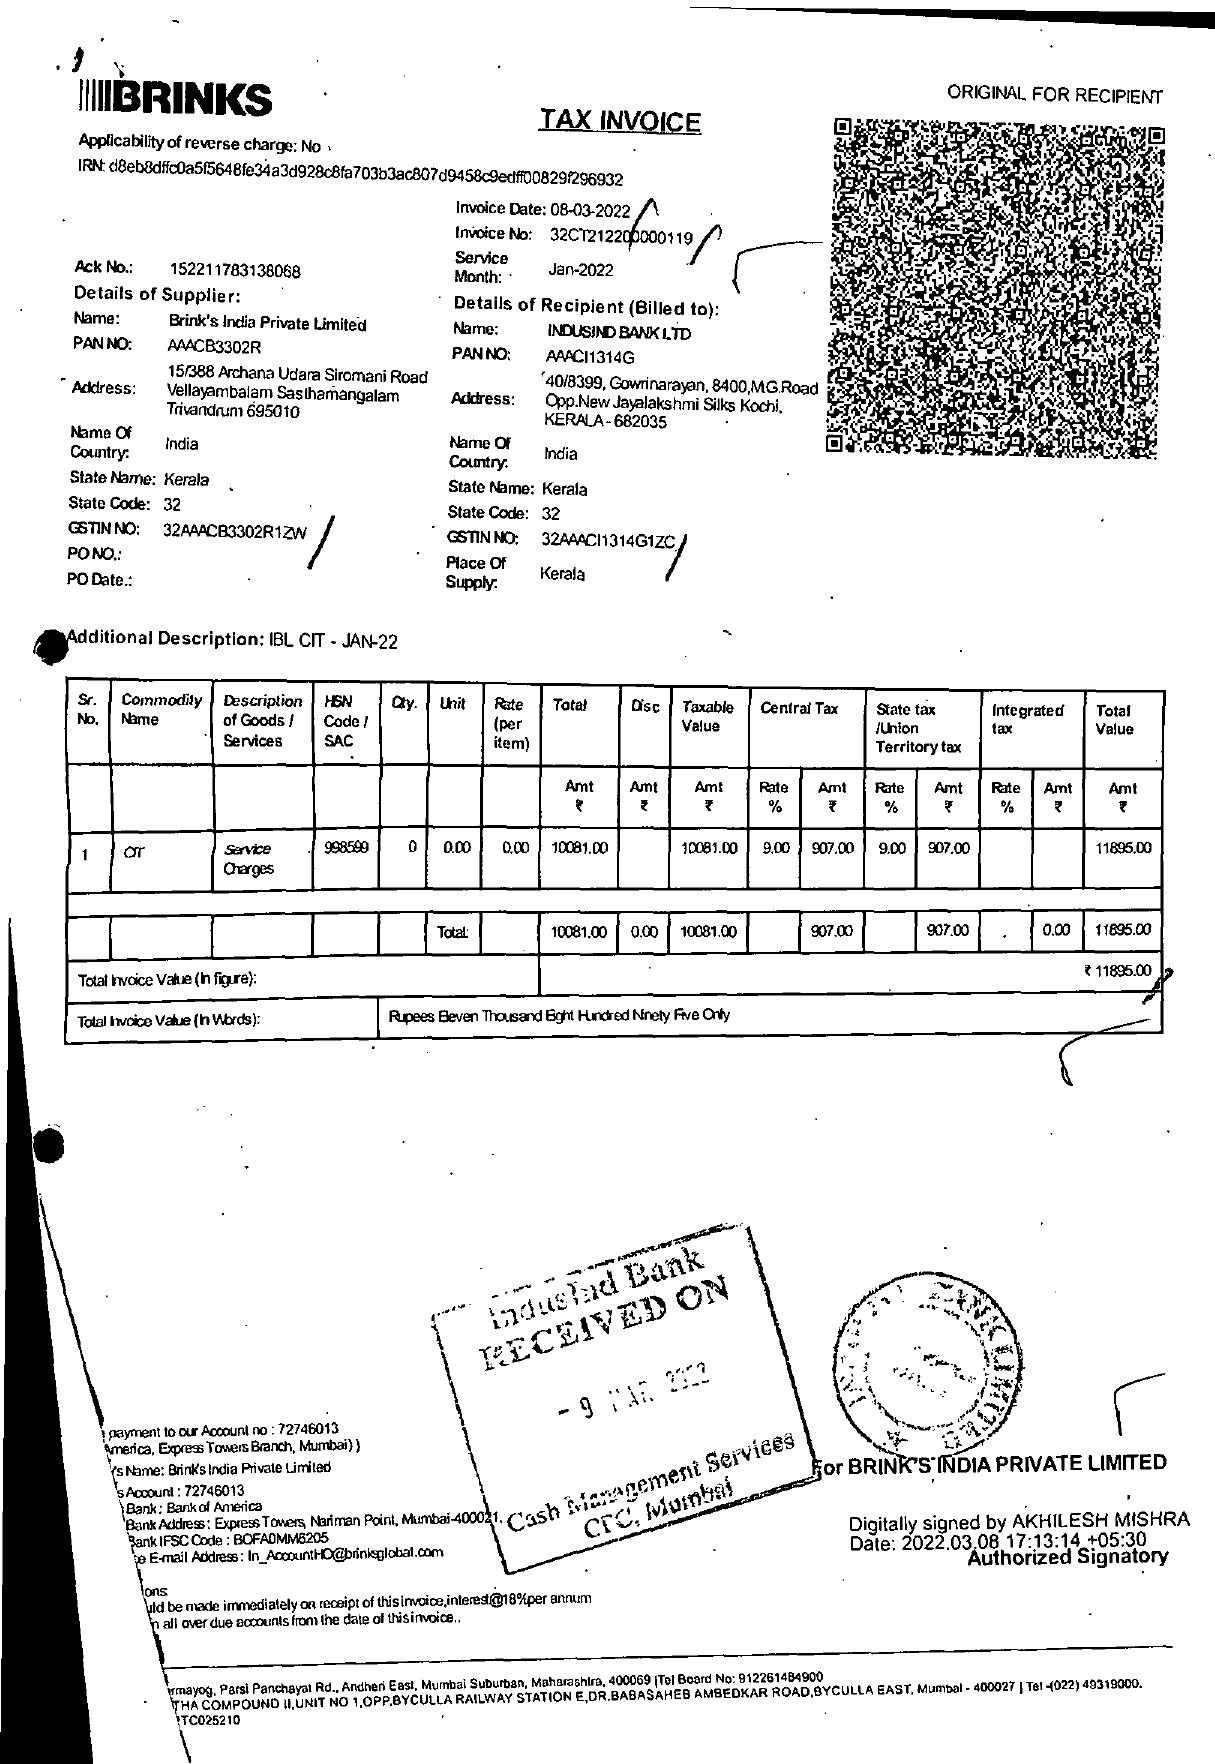 BRINKS
ORIGINAL FOR RECIPIENT
TAX INVOICE
Applicability of reverse charge: No
IRN: d8eb8dffc0a5f5648fe34a3d928c8fa703b3ac807d9458c9edff00829f296932
Invoice Date: 08-03-2022
Invoice No: 32CT212200000119
Service Month: Jan-2022
Ack No.: 152211783138068
Details of Supplier:
Name: Brink's India Private Limited
PAN NO: AAACB3302R
Address: 15/388 Archana Udara Siromani Road
Vellayambalam Sasthamangalam
Trivandrum 695010
Name Of Country: India
State Name: Kerala
State Code: 32
GSTIN NO: 32AAACB3302R1ZW
PO NO.:
PO Date.:
Details of Recipient (Billed to):
Name: INDUSIND BANK LTD
PAN NO: AAACI1314G
Address: 40/8399, Gowrinarayan, 8400,MG.Road
Opp.New Jayalakshmi Silks Kochi,
KERALA - 682035
Name Of Country: India
State Name: Kerala
State Code: 32
GSTIN NO: 32AAACI1314G1ZC
Place Of Supply: Kerala
Additional Description: IBL CIT - JAN-22
Sr. No. Commodity Name Description of Goods / Services HSN Code / SAC Qty. Unit Rate (per item) Total Disc Taxable Value Central Tax State tax /Union Territory tax Integrated tax Total Value
Amt ₹ Amt ₹ Amt ₹ Rate % Amt ₹ Rate % Amt ₹ Rate % Amt ₹ Amt ₹
1 CIT Service Charges 998599 0 0.00 0.00 10081.00 10081.00 9.00 907.00 9.00 907.00 11895.00
Total: 10081.00 0.00 10081.00 907.00 907.00 0.00 11895.00
Total Invoice Value (In figure): ₹ 11895.00
Total Invoice Value (In Words): Rupees Eleven Thousand Eight Hundred Ninety Five Only
IndusInd Bank
RECEIVED ON
- 9 MAR 2022
Cash Management Services
CFC, Mumbai
BANK LIMITED
payment to our Account no : 72746013
America, Express Towers Branch, Mumbai) )
's Name: Brink's India Private Limited
s Account : 72746013
Bank : Bank of America
Bank Address : Express Towers, Nariman Point, Mumbai-400021.
Bank IFSC Code : BOFA0MM6205
e E-mail Address : In_AccountHO@brinksglobal.com
For BRINK'S INDIA PRIVATE LIMITED
Digitally signed by AKHILESH MISHRA
Date: 2022.03.08 17:13:14 +05:30
Authorized Signatory
ons
uld be made immediately on receipt of this invoice,interest@18%per annum
n all over due accounts from the date of this invoice..
rmayog, Parsi Panchayat Rd., Andheri East, Mumbai Suburban, Maharashtra, 400069 |Tel Board No: 912261484900
THA COMPOUND II,UNIT NO 1,OPP.BYCULLA RAILWAY STATION E,DR.BABASAHEB AMBEDKAR ROAD,BYCULLA EAST, Mumbai - 400027 | Tel -(022) 49319000.
TC025210